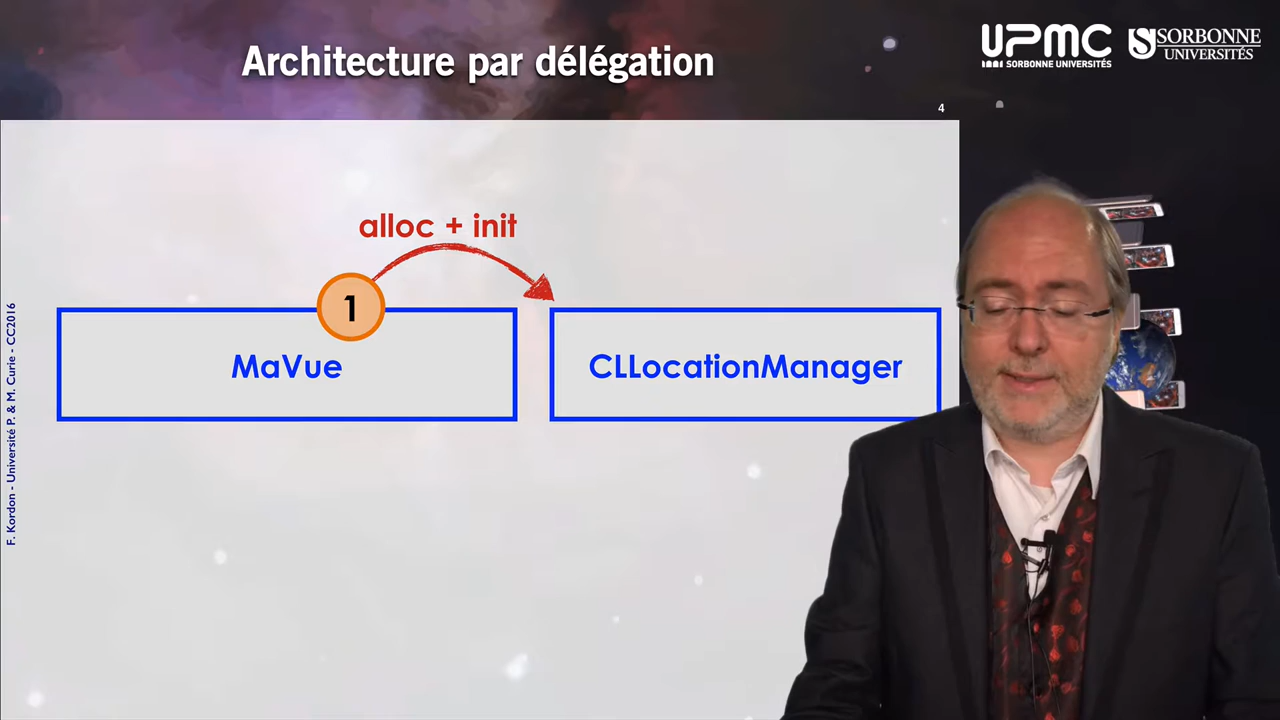 Architecture par délégation
UPMC
SORBONNE UNIVERSITÉS
SORBONNE
UNIVERSITÉS
4
alloc + init
1
MaVue
CLLocationManager
F. Kordon - Université P. & M. Curie - CC2016